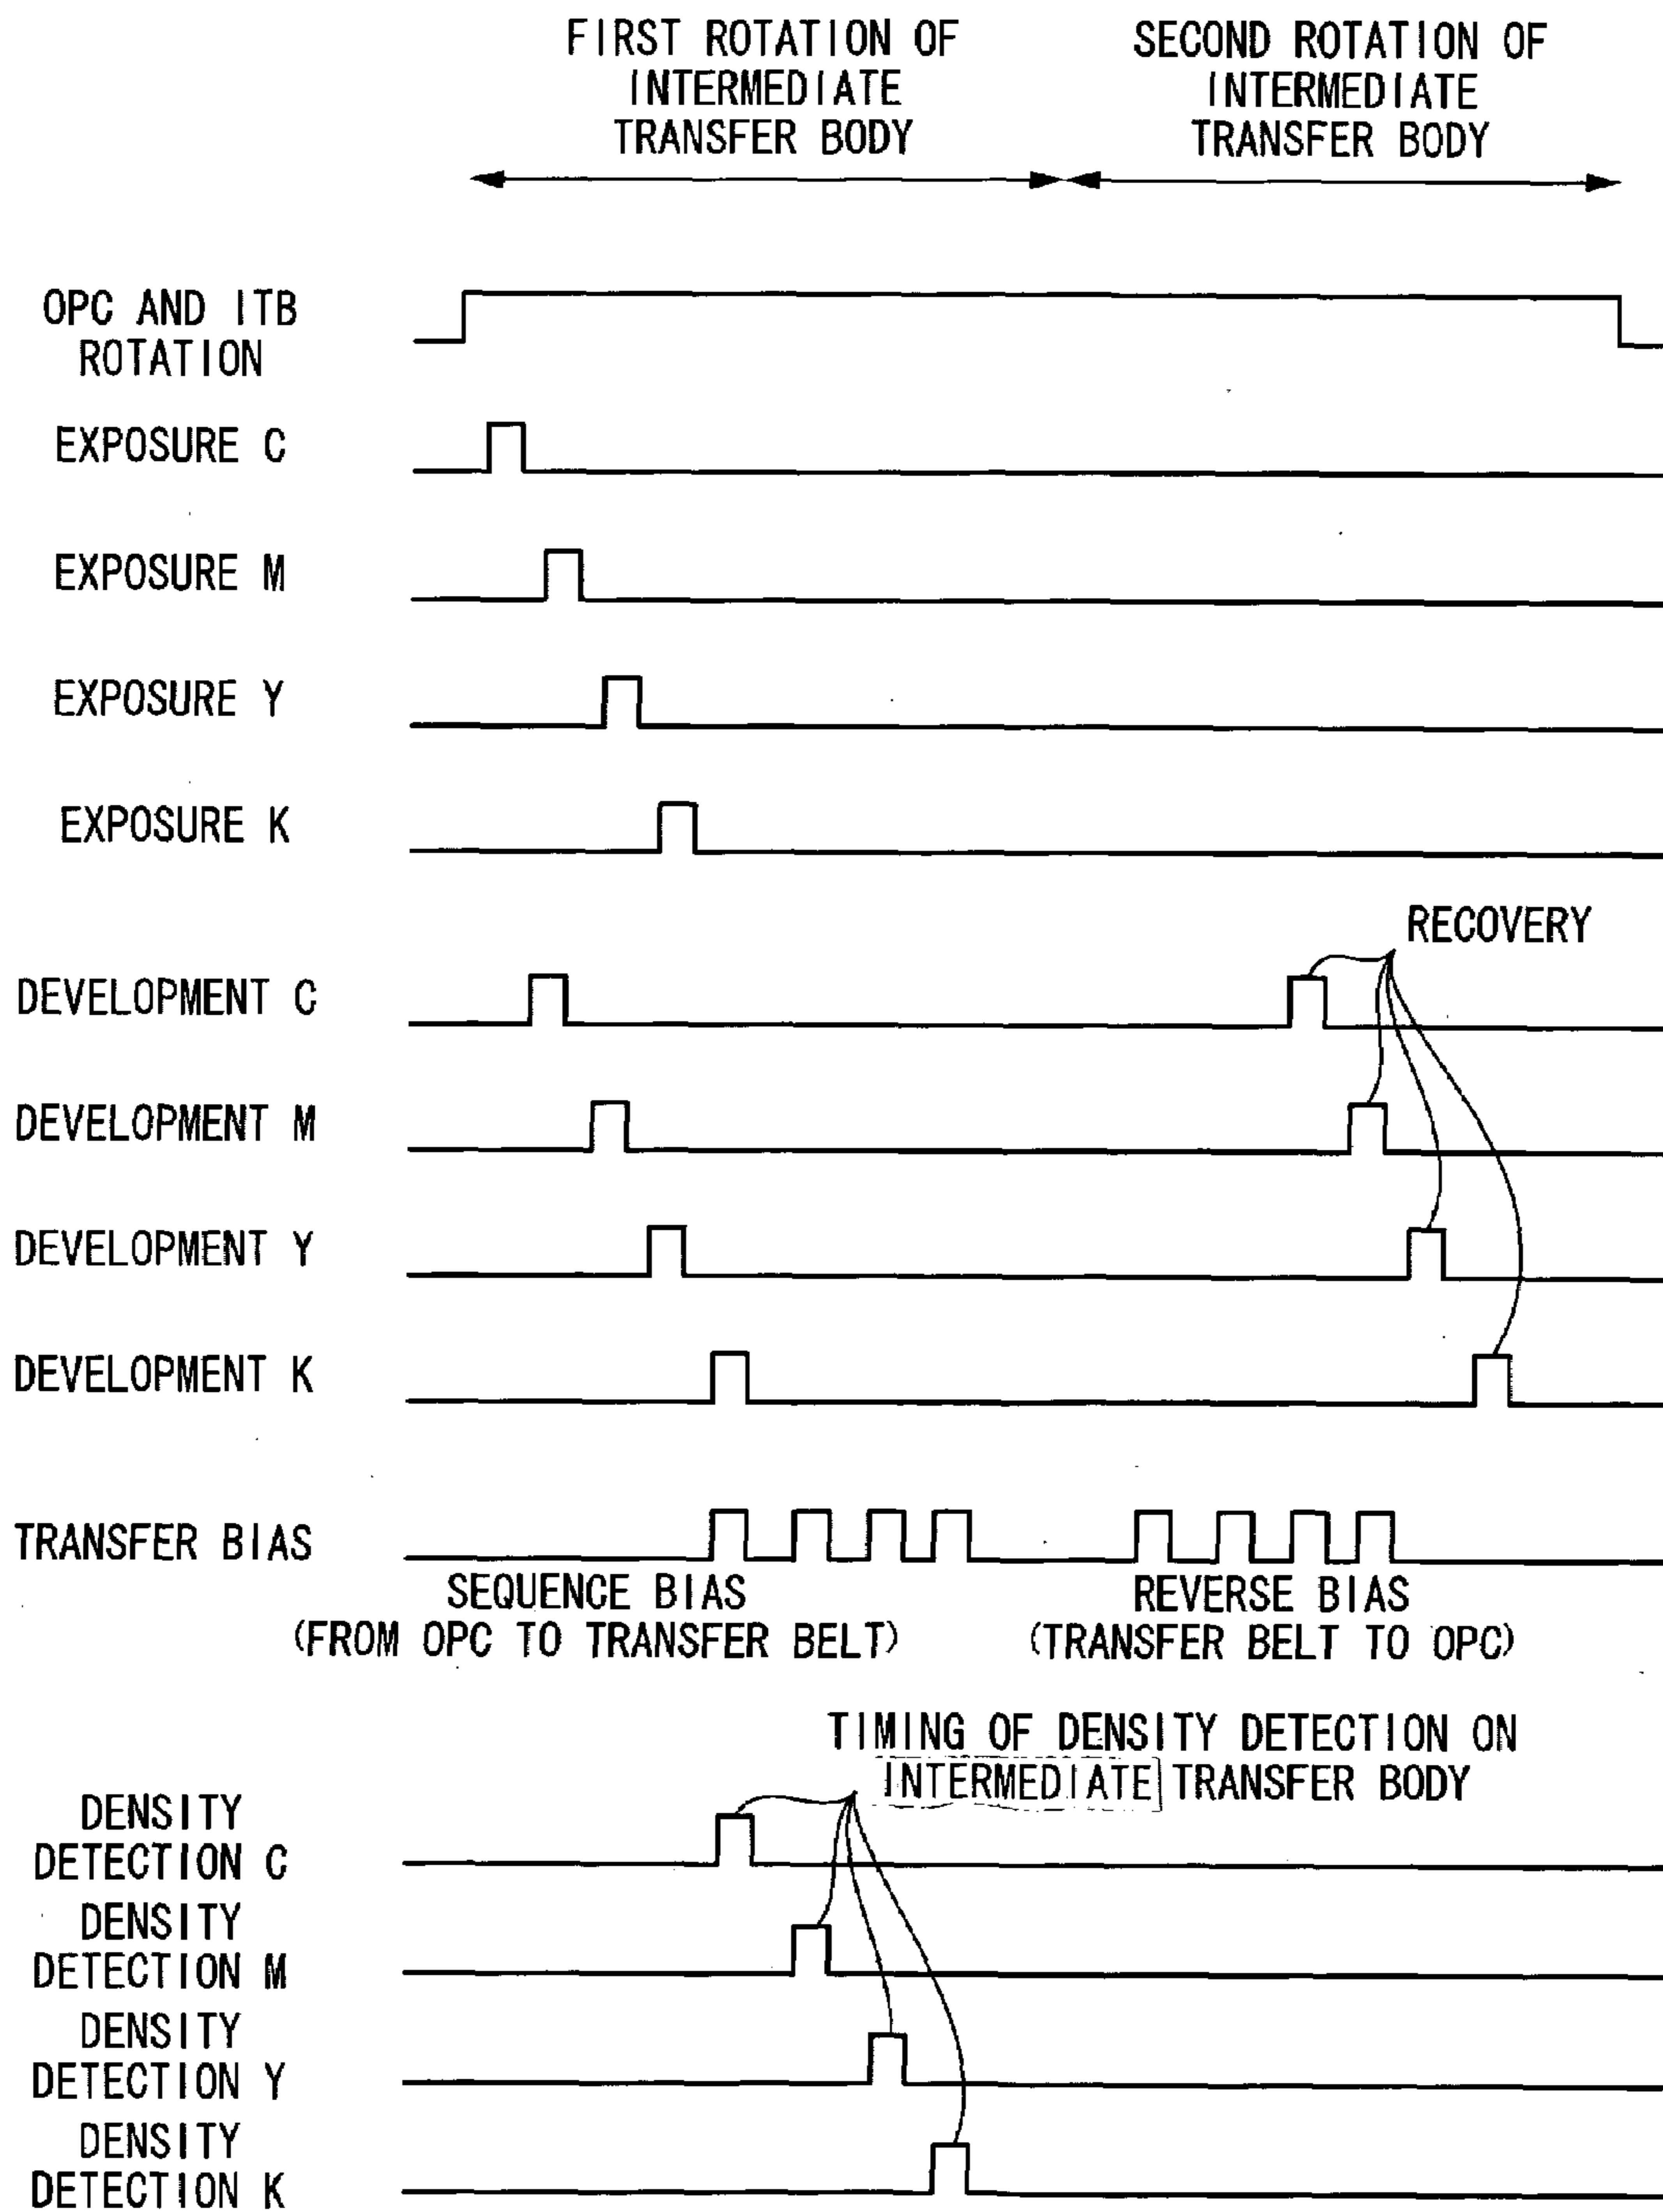 FIRST ROTATION OF
INTERMEDIATE
TRANSFER BODY
SECOND ROTATION OF
INTERMEDIATE
TRANSFER BODY
OPC AND ITB
ROTATION
EXPOSURE C
EXPOSURE M
EXPOSURE Y
EXPOSURE K
RECOVERY
DEVELOPMENT C
DEVELOPMENT M
DEVELOPMENT Y
DEVELOPMENT K
TRANSFER BIAS
SEQUENCE BIAS
(FROM OPC TO TRANSFER BELT)
REVERSE BIAS
(TRANSFER BELT TO OPC)
TIMING OF DENSITY DETECTION ON
INTERMEDIATE TRANSFER BODY
DENSITY
DETECTION C
DENSITY
DETECTION M
DENSITY
DETECTION Y
DENSITY
DETECTION K